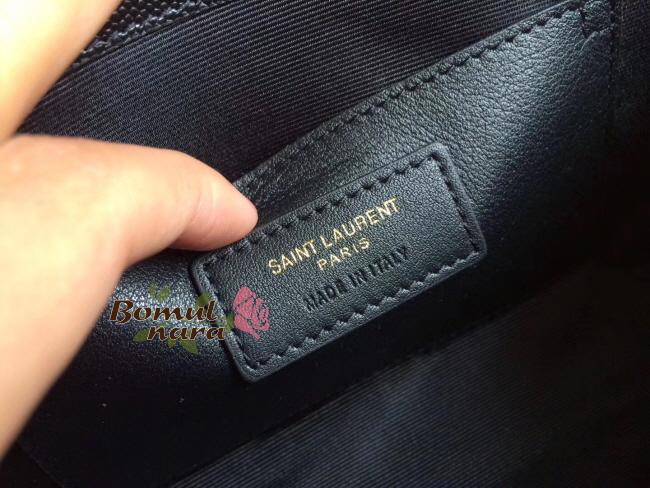 SAINT LAURENT
PARIS
MADE IN ITALY
Bomul
nara